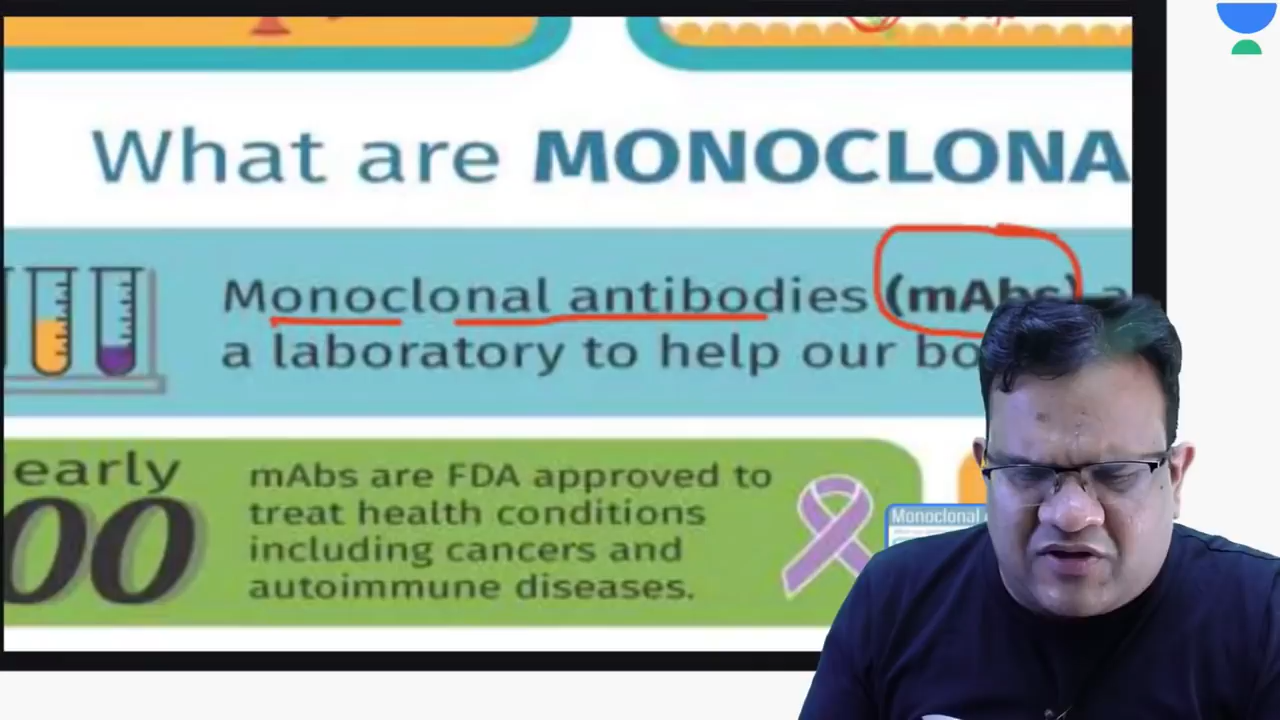 What are MONOCLONA
Monoclonal antibodies (mAbs) a
a laboratory to help our bo
early
00
mAbs are FDA approved to
treat health conditions
including cancers and
autoimmune diseases.
Monoclonal